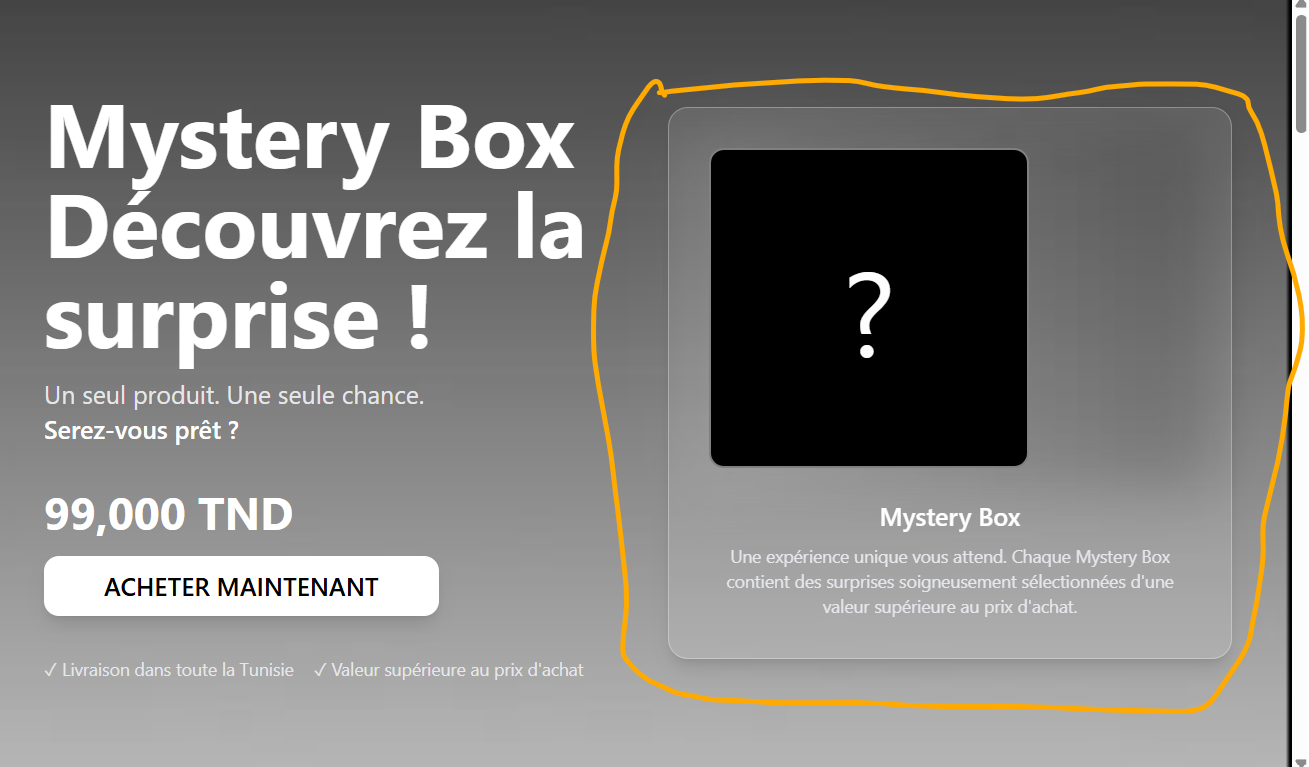 Mystery Box
Découvrez la
surprise !
Un seul produit. Une seule chance.
Serez-vous prêt ?
99,000 TND
ACHETER MAINTENANT
✓ Livraison dans toute la Tunisie ✓ Valeur supérieure au prix d'achat
?
Mystery Box
Une expérience unique vous attend. Chaque Mystery Box
contient des surprises soigneusement sélectionnées d'une
valeur supérieure au prix d'achat.